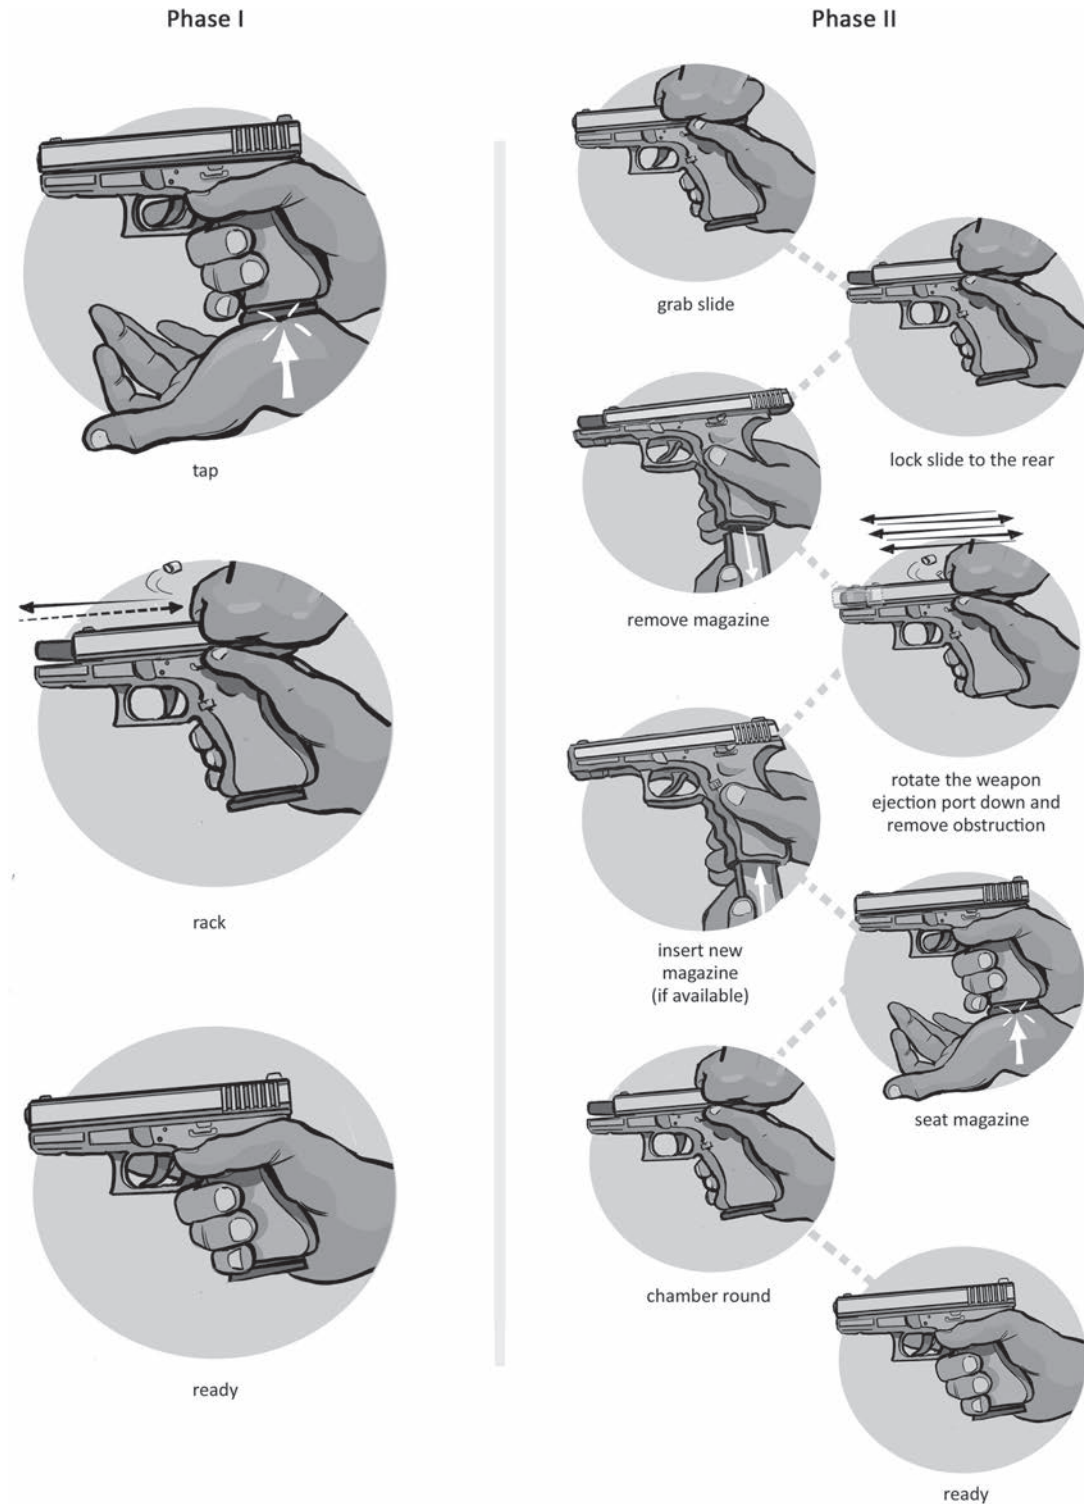 Phase I
tap
rack
ready
Phase II
grab slide
lock slide to the rear
remove magazine
rotate the weapon
ejection port down and
remove obstruction
insert new
magazine
(if available)
seat magazine
chamber round
ready